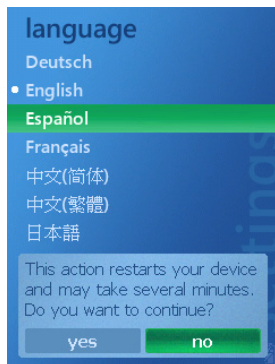 language
Deutsch
English
Español
Français
中文(简体)
中文(繁體)
日本語
This action restarts your device
and may take several minutes.
Do you want to continue?
yes no
settings